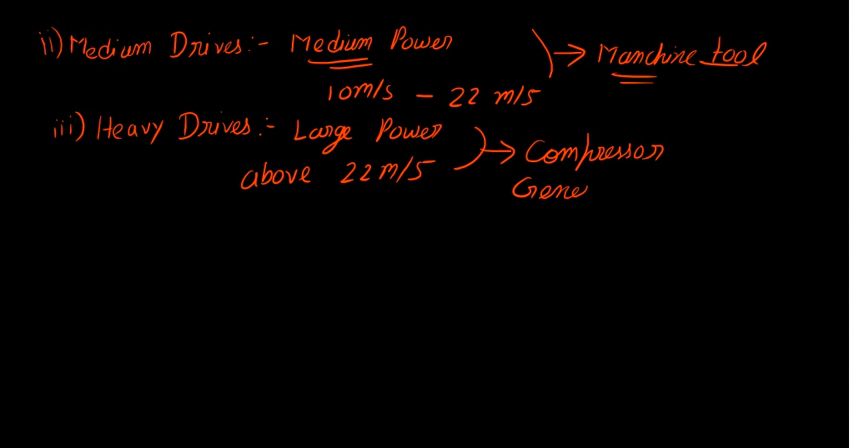 ii) Medium Drives:- Medium Power
10m/s - 22 m/s → Manchine tool
iii) Heavy Drives:- Large Power
above 22 m/s → Compressor
Gene